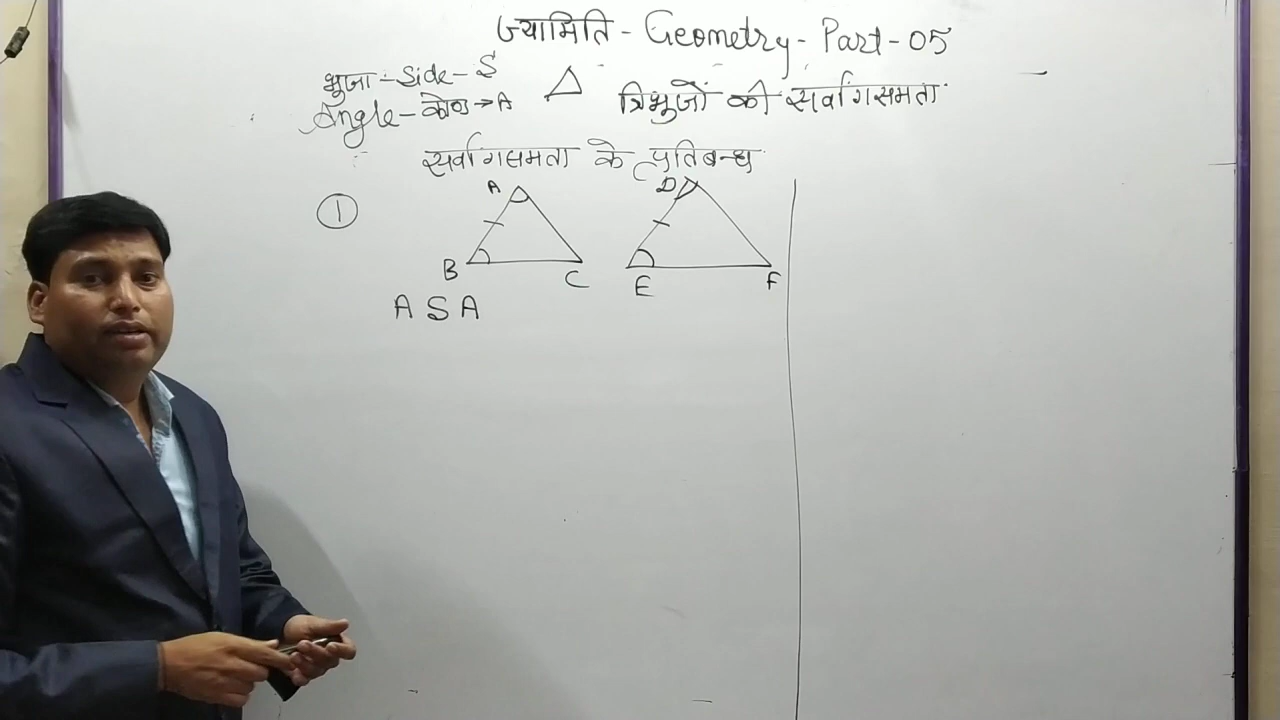 ज्यामिति - Geometry - Part - 05
भुजा - Side - S
Angle - कोण → A
△ त्रिभुजों की सर्वांगसमता
सर्वांगसमता के प्रतिबन्ध
①
A
B
C
D
E
F
A S A